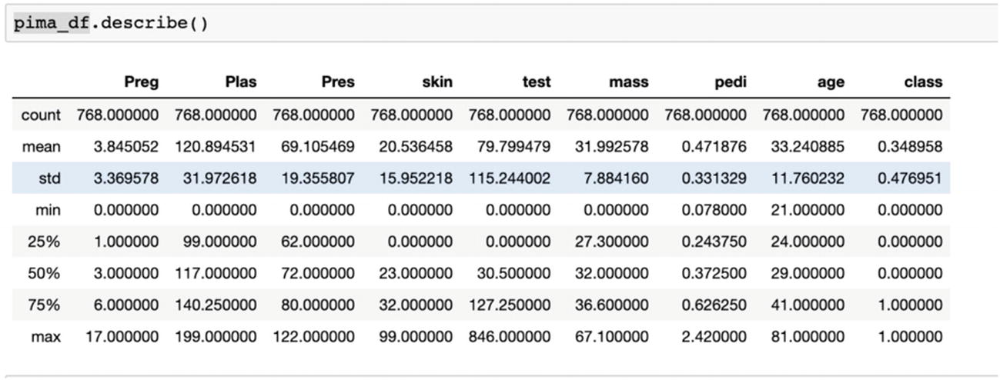 pima_df.describe()
Preg Plas Pres skin test mass pedi age class
count 768.000000 768.000000 768.000000 768.000000 768.000000 768.000000 768.000000 768.000000 768.000000
mean 3.845052 120.894531 69.105469 20.536458 79.799479 31.992578 0.471876 33.240885 0.348958
std 3.369578 31.972618 19.355807 15.952218 115.244002 7.884160 0.331329 11.760232 0.476951
min 0.000000 0.000000 0.000000 0.000000 0.000000 0.000000 0.078000 21.000000 0.000000
25% 1.000000 99.000000 62.000000 0.000000 0.000000 27.300000 0.243750 24.000000 0.000000
50% 3.000000 117.000000 72.000000 23.000000 30.500000 32.000000 0.372500 29.000000 0.000000
75% 6.000000 140.250000 80.000000 32.000000 127.250000 36.600000 0.626250 41.000000 1.000000
max 17.000000 199.000000 122.000000 99.000000 846.000000 67.100000 2.420000 81.000000 1.000000